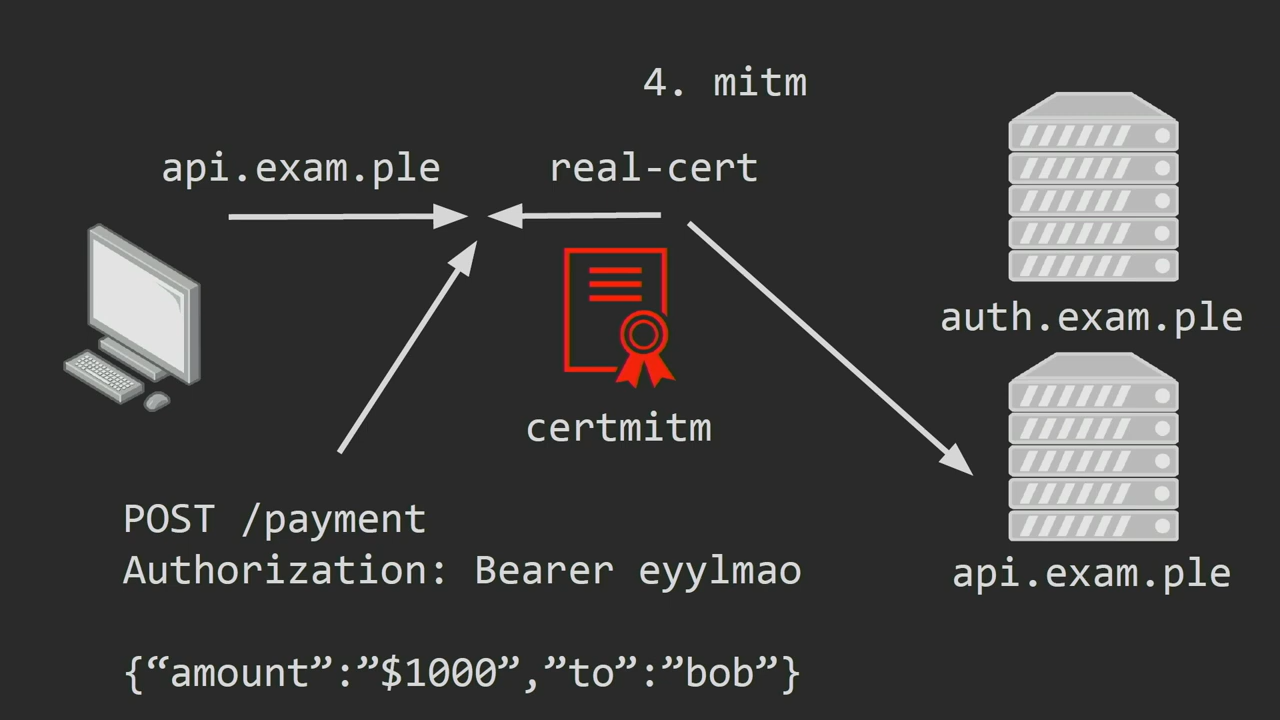 4. mitm
api.exam.ple
real-cert
auth.exam.ple
certmitm
POST /payment
Authorization: Bearer eyylmao
api.exam.ple
{“amount”:”$1000”,”to”:”bob”}